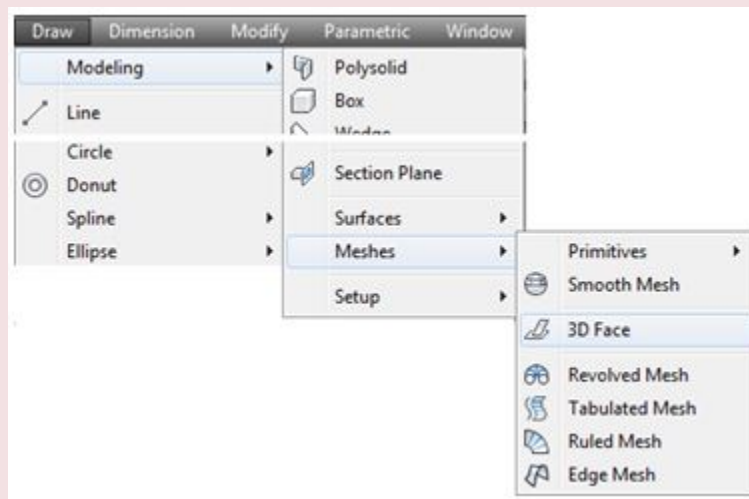 Draw Dimension Modify Parametric Window
Modeling
Line
Circle
Donut
Spline
Ellipse
Polysolid
Box
Wedge
Section Plane
Surfaces
Meshes
Setup
Primitives
Smooth Mesh
3D Face
Revolved Mesh
Tabulated Mesh
Ruled Mesh
Edge Mesh